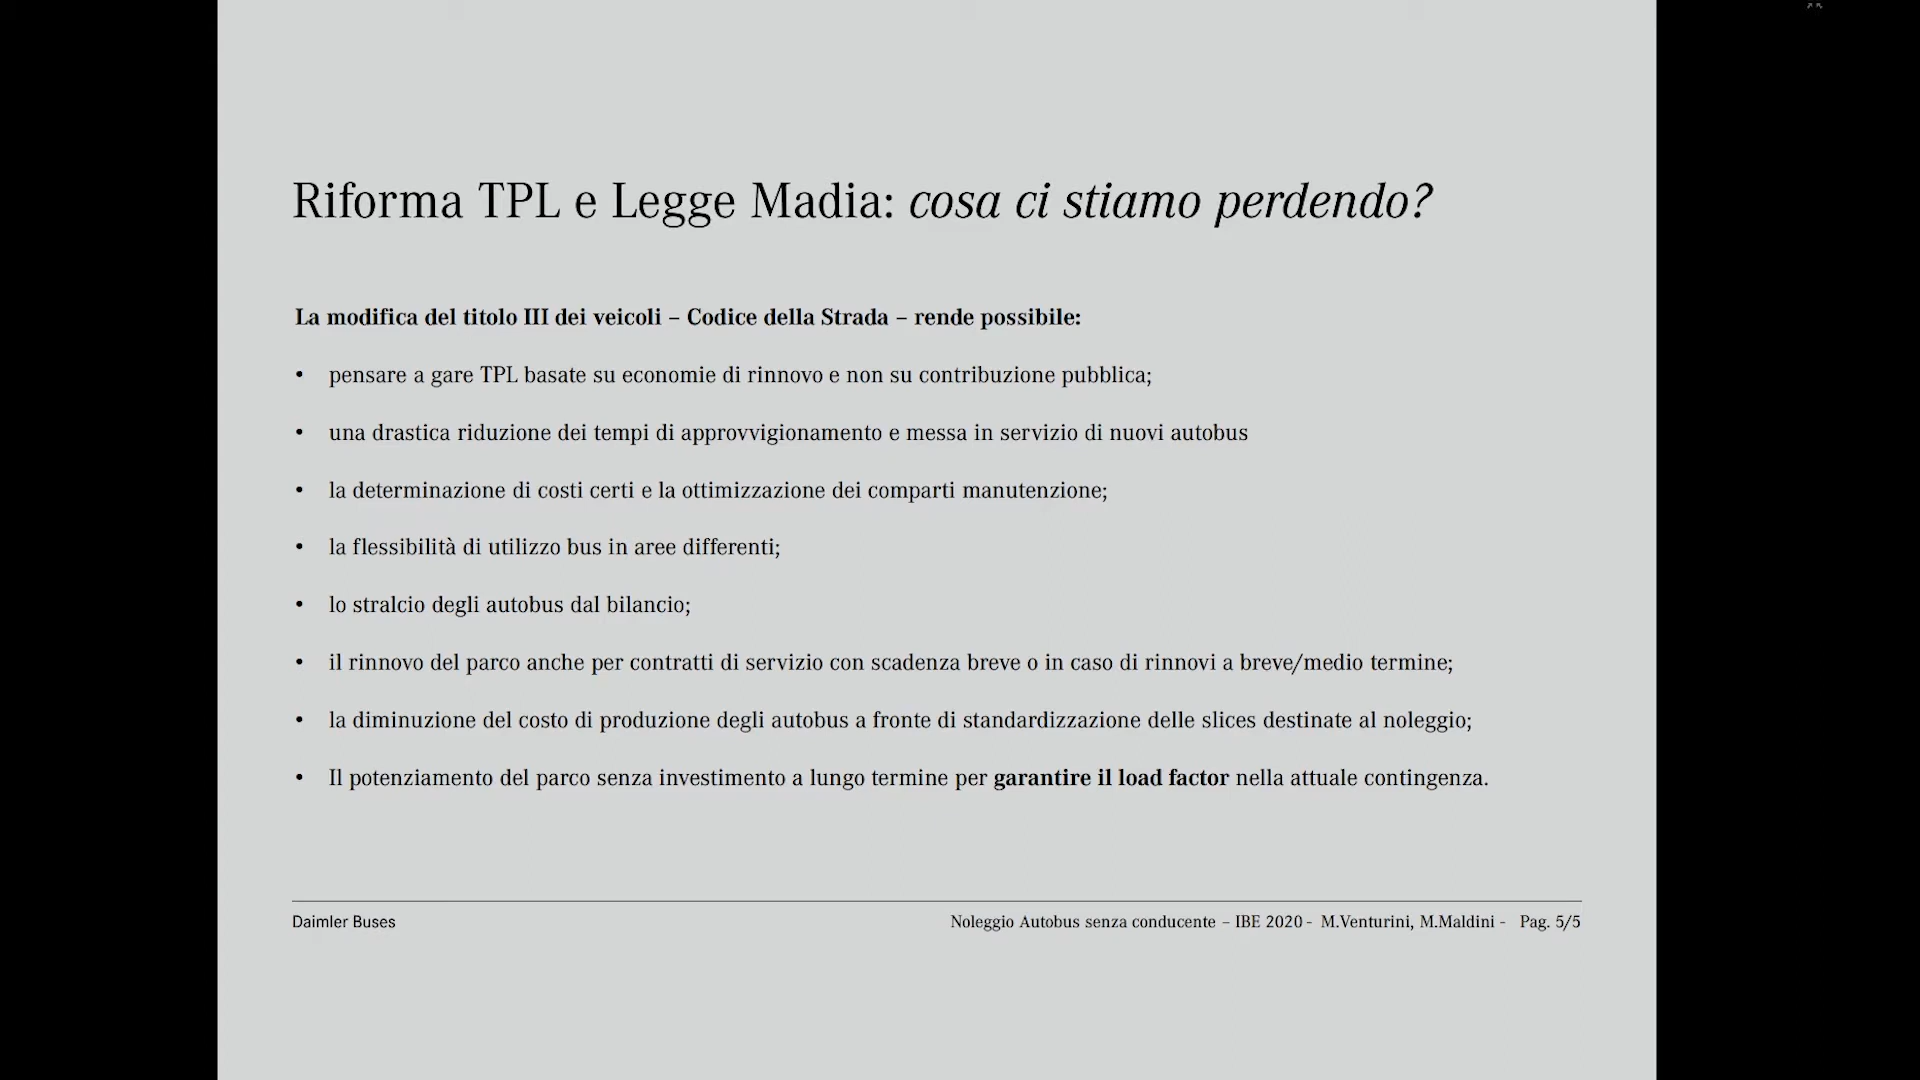 Riforma TPL e Legge Madia: cosa ci stiamo perdendo?
La modifica del titolo III dei veicoli – Codice della Strada – rende possibile:
• pensare a gare TPL basate su economie di rinnovo e non su contribuzione pubblica;
• una drastica riduzione dei tempi di approvvigionamento e messa in servizio di nuovi autobus
• la determinazione di costi certi e la ottimizzazione dei comparti manutenzione;
• la flessibilità di utilizzo bus in aree differenti;
• lo stralcio degli autobus dal bilancio;
• il rinnovo del parco anche per contratti di servizio con scadenza breve o in caso di rinnovi a breve/medio termine;
• la diminuzione del costo di produzione degli autobus a fronte di standardizzazione delle slices destinate al noleggio;
• Il potenziamento del parco senza investimento a lungo termine per garantire il load factor nella attuale contingenza.
Daimler Buses
Noleggio Autobus senza conducente – IBE 2020 - M.Venturini, M.Maldini - Pag. 5/5